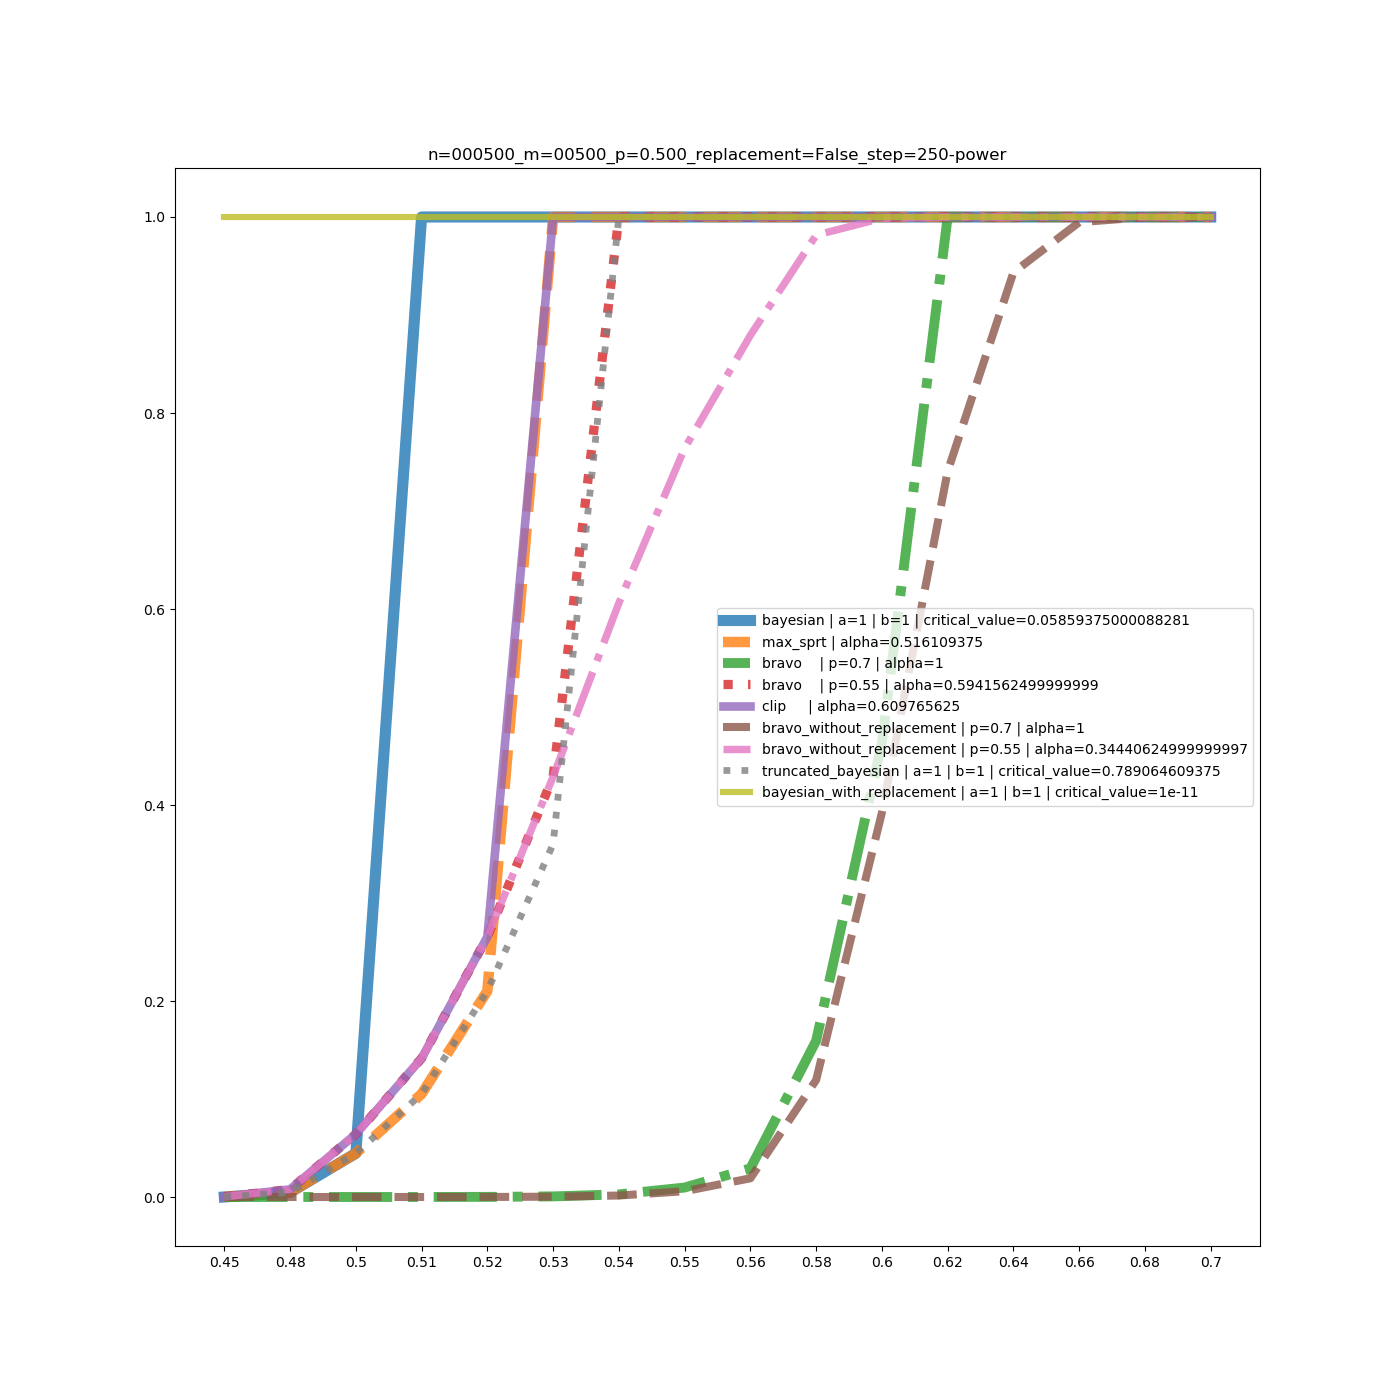 n=000500_m=00500_p=0.500_replacement=False_step=250-power
1.0
0.8
0.6
0.4
0.2
0.0
bayesian | a=1 | b=1 | critical_value=0.05859375000088281
max_sprt | alpha=0.516109375
bravo    | p=0.7 | alpha=1
bravo    | p=0.55 | alpha=0.5941562499999999
clip     | alpha=0.609765625
bravo_without_replacement | p=0.7 | alpha=1
bravo_without_replacement | p=0.55 | alpha=0.34440624999999997
truncated_bayesian | a=1 | b=1 | critical_value=0.789064609375
bayesian_with_replacement | a=1 | b=1 | critical_value=1e-11
0.45 0.48 0.5 0.51 0.52 0.53 0.54 0.55 0.56 0.58 0.6 0.62 0.64 0.66 0.68 0.7